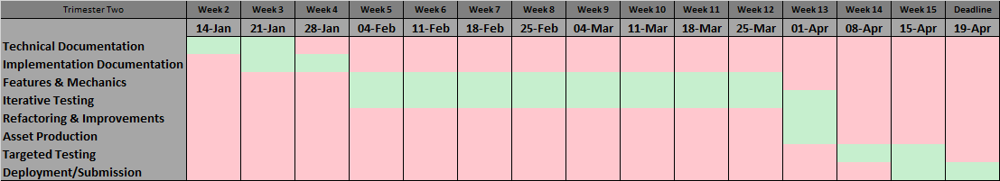 Trimester Two Week 2 Week 3 Week 4 Week 5 Week 6 Week 7 Week 8 Week 9 Week 10 Week 11 Week 12 Week 13 Week 14 Week 15 Deadline
14-Jan 21-Jan 28-Jan 04-Feb 11-Feb 18-Feb 25-Feb 04-Mar 11-Mar 18-Mar 25-Mar 01-Apr 08-Apr 15-Apr 19-Apr
Technical Documentation
Implementation Documentation
Features & Mechanics
Iterative Testing
Refactoring & Improvements
Asset Production
Targeted Testing
Deployment/Submission